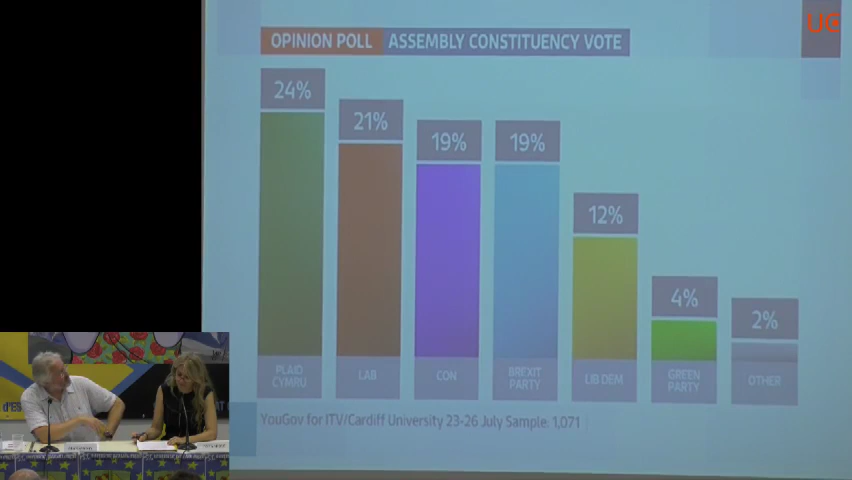 UE
OPINION POLL ASSEMBLY CONSTITUENCY VOTE
24%
21%
19%
19%
12%
4%
2%
PLAID
CYMRU
LAB
CON
BREXIT
PARTY
LIB DEM
GREEN
PARTY
OTHER
YouGov for ITV/Cardiff University 23-26 July Sample: 1,071